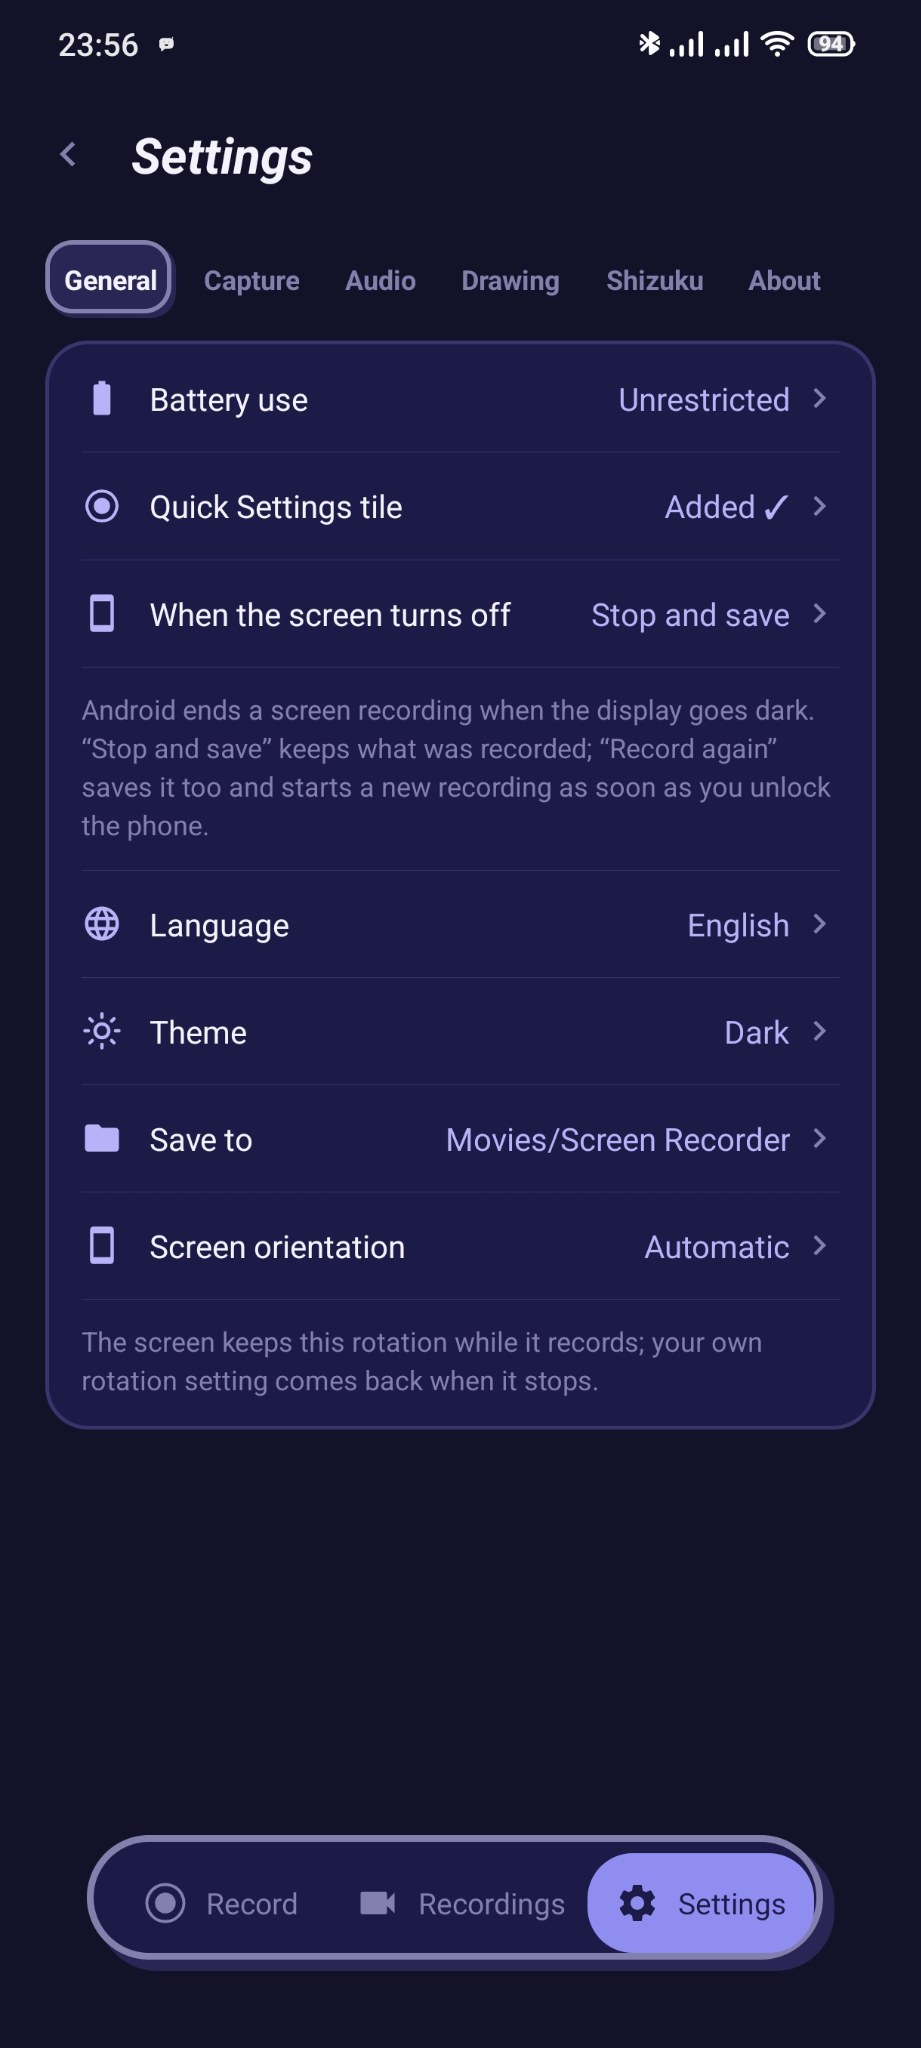 23:56
94
Settings
General Capture Audio Drawing Shizuku About
Battery use Unrestricted
Quick Settings tile Added ✓
When the screen turns off Stop and save
Android ends a screen recording when the display goes dark.
“Stop and save” keeps what was recorded; “Record again”
saves it too and starts a new recording as soon as you unlock
the phone.
Language English
Theme Dark
Save to Movies/Screen Recorder
Screen orientation Automatic
The screen keeps this rotation while it records; your own
rotation setting comes back when it stops.
Record Recordings Settings